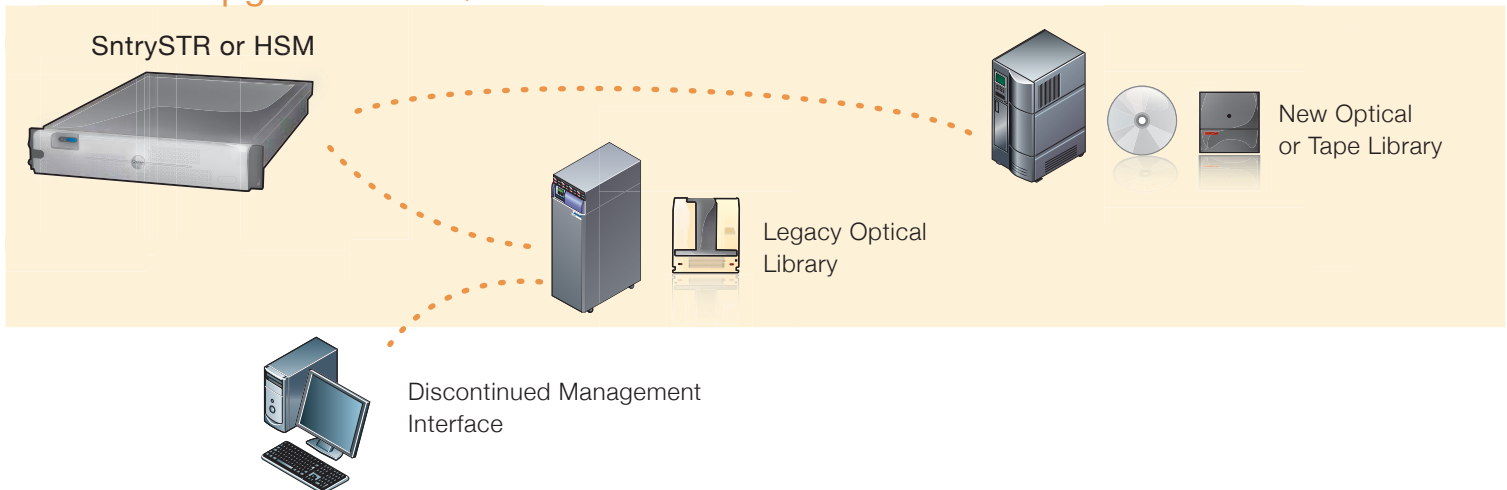 SntrySTR or HSM
New Optical
or Tape Library
Legacy Optical
Library
Discontinued Management
Interface